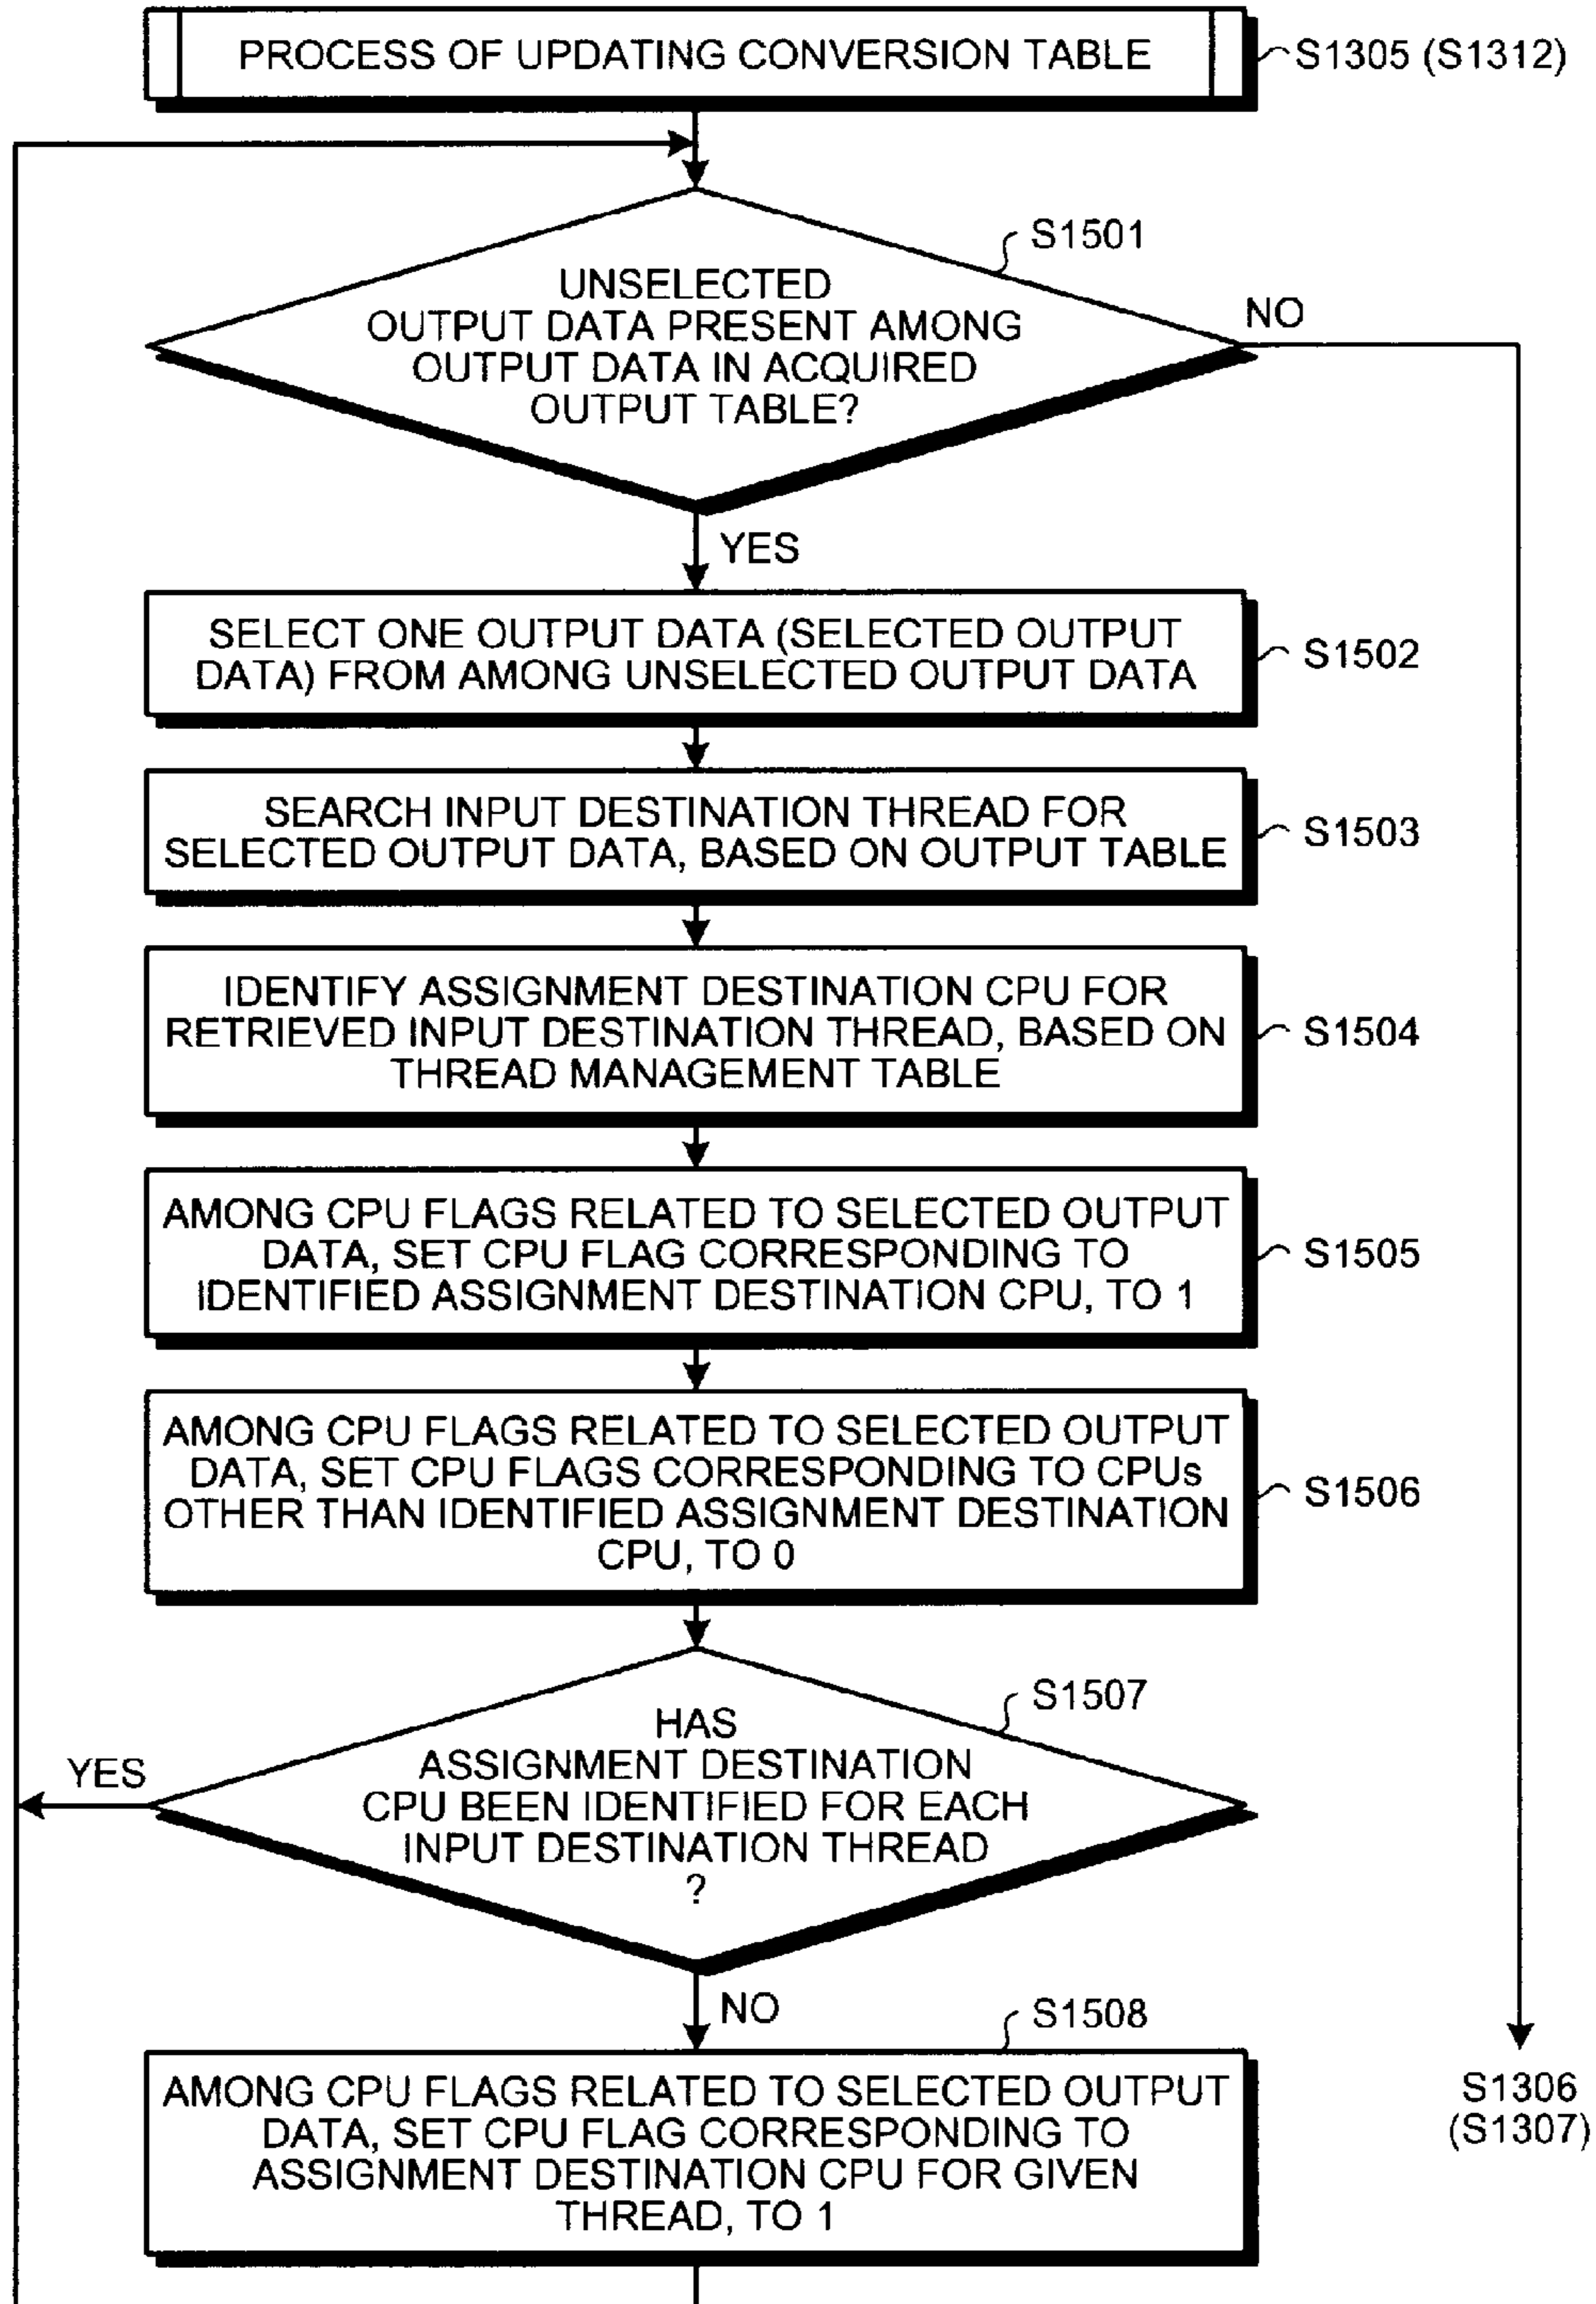 PROCESS OF UPDATING CONVERSION TABLE
S1305 (S1312)
S1501
UNSELECTED
OUTPUT DATA PRESENT AMONG
OUTPUT DATA IN ACQUIRED
OUTPUT TABLE?
NO
YES
SELECT ONE OUTPUT DATA (SELECTED OUTPUT
DATA) FROM AMONG UNSELECTED OUTPUT DATA
S1502
SEARCH INPUT DESTINATION THREAD FOR
SELECTED OUTPUT DATA, BASED ON OUTPUT TABLE
S1503
IDENTIFY ASSIGNMENT DESTINATION CPU FOR
RETRIEVED INPUT DESTINATION THREAD, BASED ON
THREAD MANAGEMENT TABLE
S1504
AMONG CPU FLAGS RELATED TO SELECTED OUTPUT
DATA, SET CPU FLAG CORRESPONDING TO
IDENTIFIED ASSIGNMENT DESTINATION CPU, TO 1
S1505
AMONG CPU FLAGS RELATED TO SELECTED OUTPUT
DATA, SET CPU FLAGS CORRESPONDING TO CPUs
OTHER THAN IDENTIFIED ASSIGNMENT DESTINATION
CPU, TO 0
S1506
S1507
HAS
ASSIGNMENT DESTINATION
CPU BEEN IDENTIFIED FOR EACH
INPUT DESTINATION THREAD
?
YES
NO
S1508
AMONG CPU FLAGS RELATED TO SELECTED OUTPUT
DATA, SET CPU FLAG CORRESPONDING TO
ASSIGNMENT DESTINATION CPU FOR GIVEN
THREAD, TO 1
S1306
(S1307)